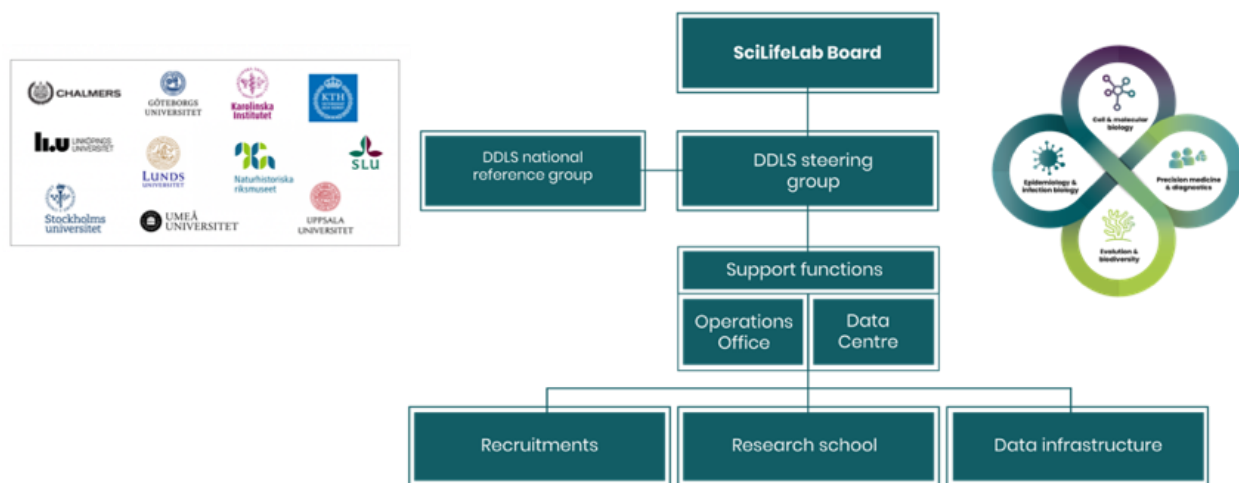 CHALMERS
GÖTEBORGS
UNIVERSITET
Karolinska
Institutet
KTH
LINKÖPINGS
UNIVERSITET
LUNDS
UNIVERSITET
Naturhistoriska
riksmuseet
SLU
Stockholms
universitet
UMEÅ
UNIVERSITET
UPPSALA
UNIVERSITET
SciLifeLab Board
DDLS national
reference group
DDLS steering
group
Support functions
Operations
Office
Data
Centre
Recruitments
Research school
Data infrastructure
Cell & molecular
biology
Epidemiology &
infection biology
Precision medicine
& diagnostics
Evolution &
biodiversity